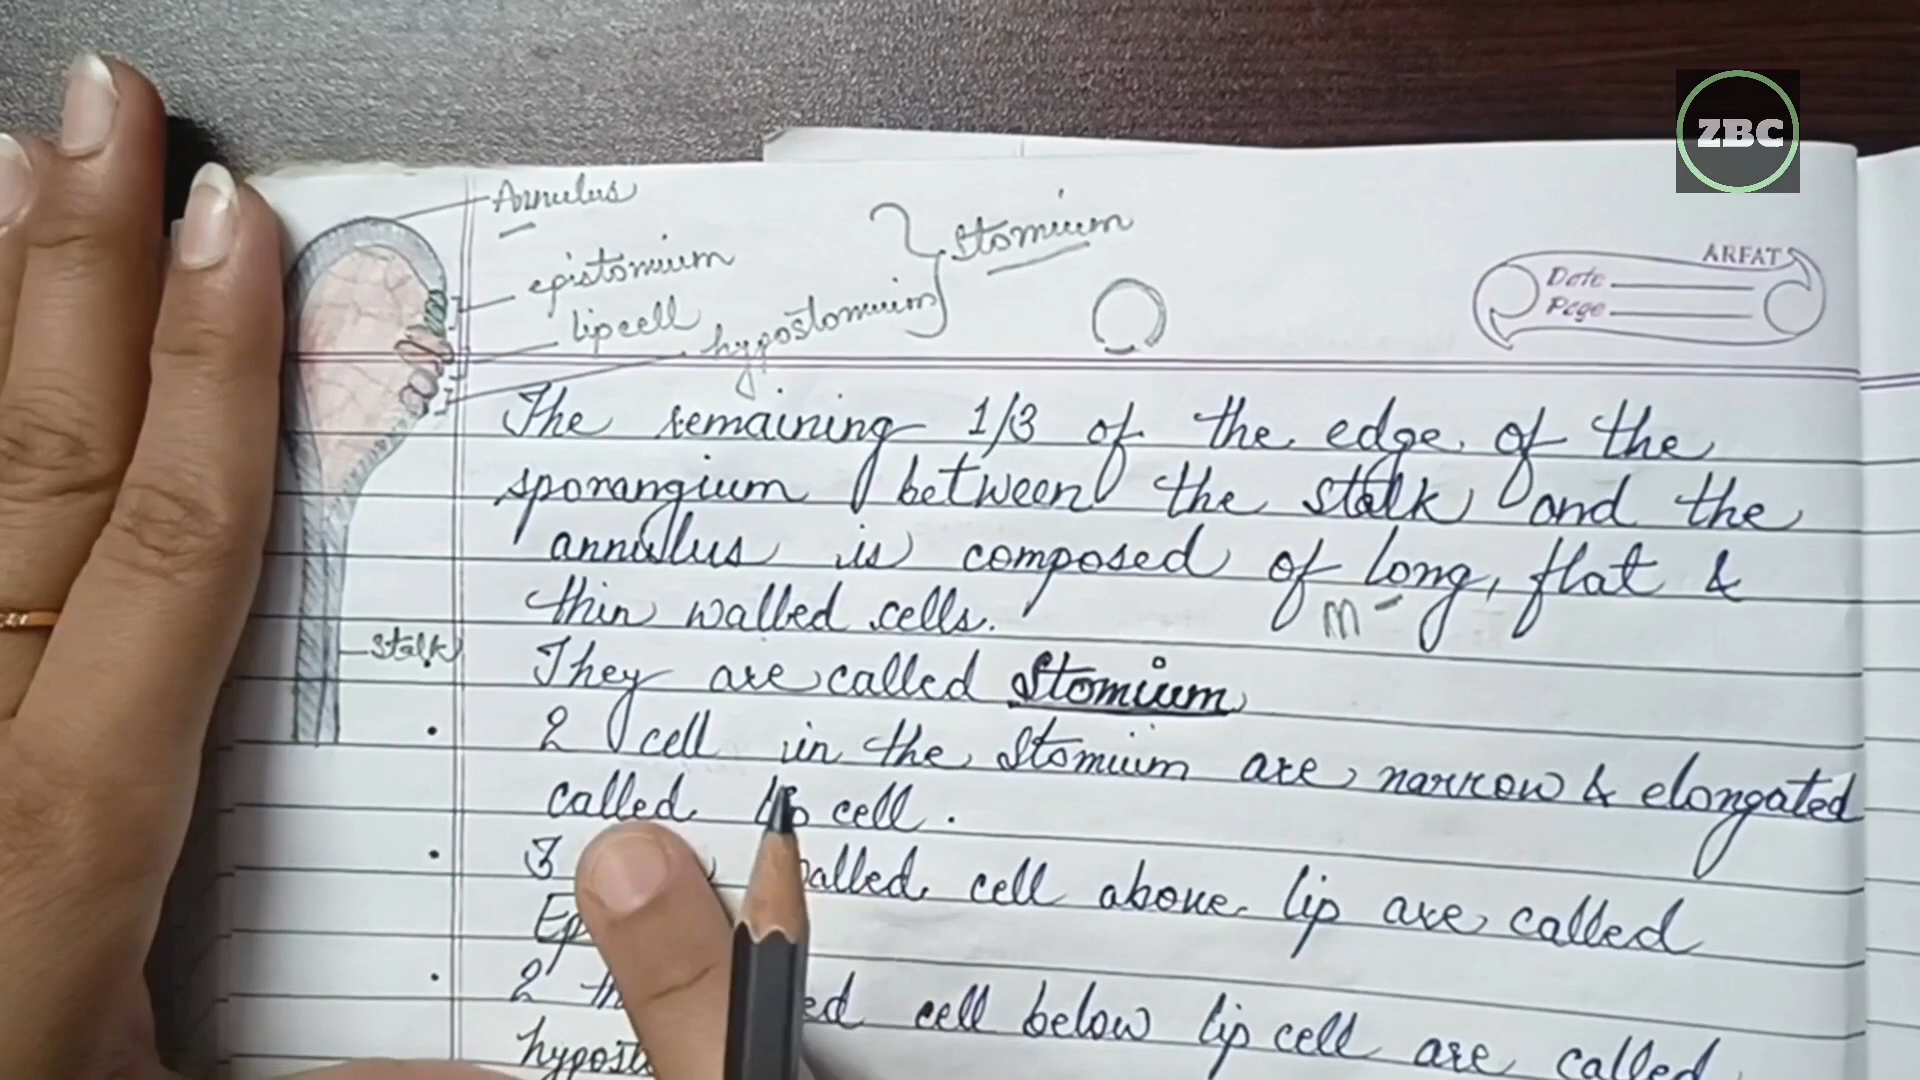 ZBC
Annulus
epistomium
lip cell
hypostomium
Stomium
ARFAT
Date
Page
The remaining 1/3 of the edge of the
sporangium between the stalk and the
annulus is composed of long, flat &
thin walled cells.
m
Stalk
They are called Stomium
2 cell in the Stomium are narrow & elongated
called lip cell.
3 called cell above lip are called
2 cell below lip cell are called